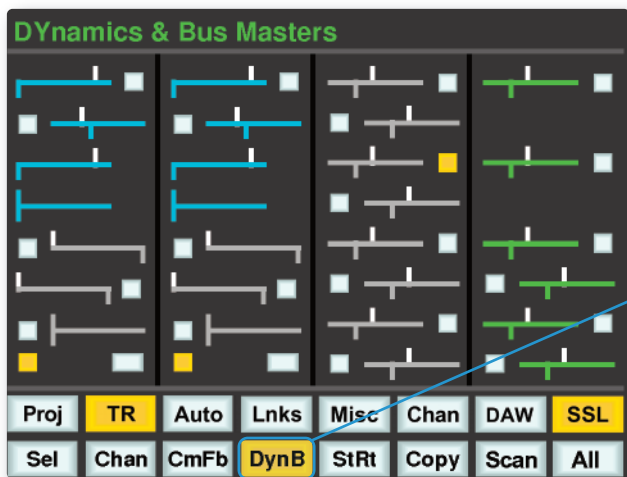 DYnamics & Bus Masters
Proj TR Auto Lnks Misc Chan DAW SSL
Sel Chan CmFb DynB StRt Copy Scan All